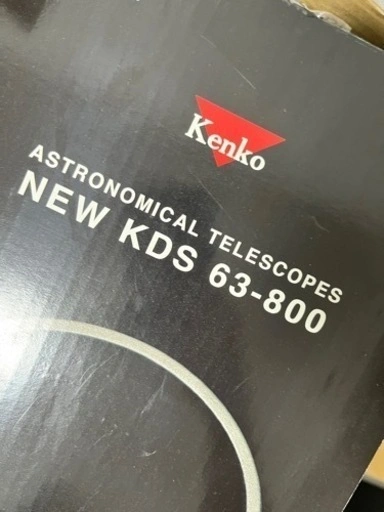 Kenko
ASTRONOMICAL TELESCOPES
NEW KDS 63-800